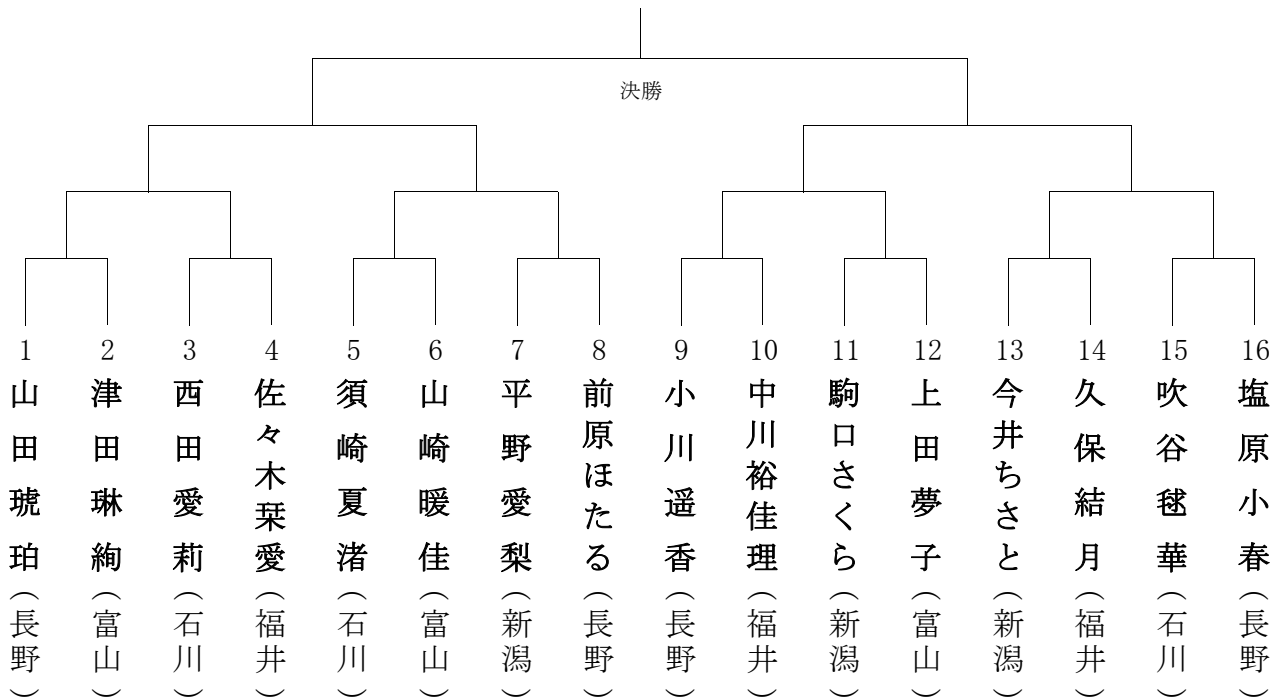 決勝
1 山田琥珀（長野）
2 津田琳絢（富山）
3 西田愛莉（石川）
4 佐々木栞愛（福井）
5 須崎夏渚（石川）
6 山崎暖佳（富山）
7 平野愛梨（新潟）
8 前原ほたる（長野）
9 小川遥香（長野）
10 中川裕佳理（福井）
11 駒口さくら（新潟）
12 上田夢子（富山）
13 今井ちさと（新潟）
14 久保結月（福井）
15 吹谷毬華（石川）
16 塩原小春（長野）